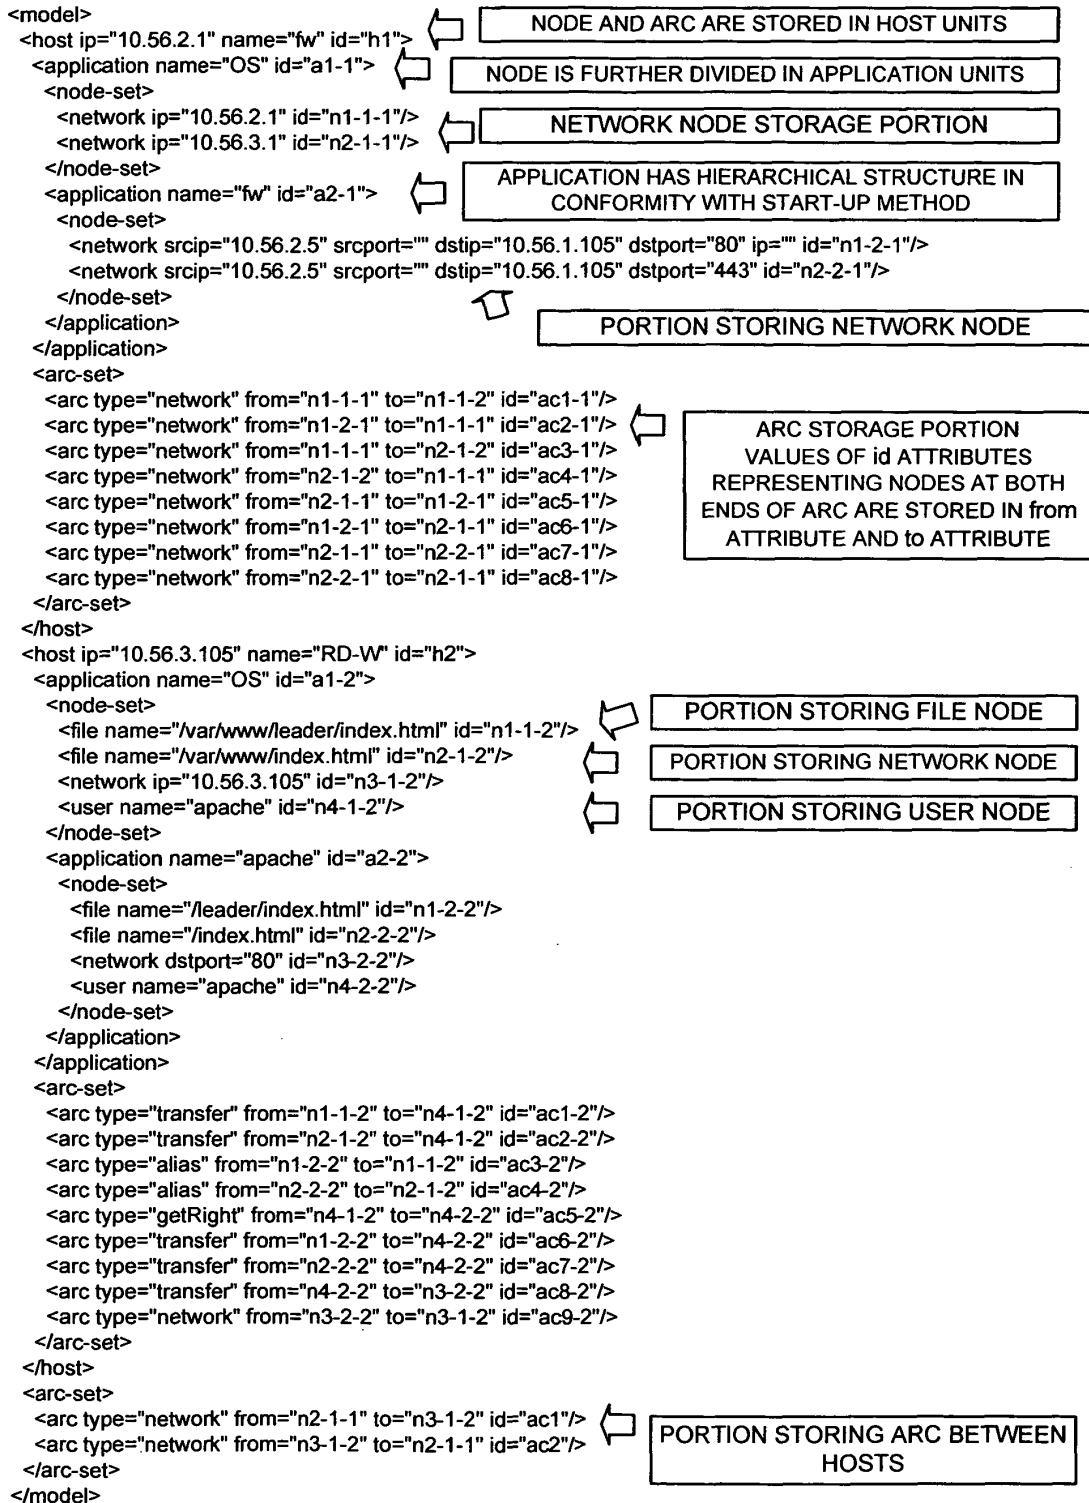 <model>
<host ip="10.56.2.1" name="fw" id="h1">
NODE AND ARC ARE STORED IN HOST UNITS
<application name="OS" id="a1-1">
NODE IS FURTHER DIVIDED IN APPLICATION UNITS
<node-set>
<network ip="10.56.2.1" id="n1-1-1"/>
<network ip="10.56.3.1" id="n2-1-1"/>
NETWORK NODE STORAGE PORTION
</node-set>
<application name="fw" id="a2-1">
APPLICATION HAS HIERARCHICAL STRUCTURE IN
CONFORMITY WITH START-UP METHOD
<node-set>
<network srcip="10.56.2.5" srcport="" dstip="10.56.1.105" dstport="80" ip="" id="n1-2-1"/>
<network srcip="10.56.2.5" srcport="" dstip="10.56.1.105" dstport="443" id="n2-2-1"/>
</node-set>
PORTION STORING NETWORK NODE
</application>
</application>
<arc-set>
<arc type="network" from="n1-1-1" to="n1-1-2" id="ac1-1"/>
<arc type="network" from="n1-2-1" to="n1-1-1" id="ac2-1"/>
<arc type="network" from="n1-1-1" to="n2-1-2" id="ac3-1"/>
<arc type="network" from="n2-1-2" to="n1-1-1" id="ac4-1"/>
<arc type="network" from="n2-1-1" to="n1-2-1" id="ac5-1"/>
<arc type="network" from="n1-2-1" to="n2-1-1" id="ac6-1"/>
<arc type="network" from="n2-1-1" to="n2-2-1" id="ac7-1"/>
<arc type="network" from="n2-2-1" to="n2-1-1" id="ac8-1"/>
ARC STORAGE PORTION
VALUES OF id ATTRIBUTES
REPRESENTING NODES AT BOTH
ENDS OF ARC ARE STORED IN from
ATTRIBUTE AND to ATTRIBUTE
</arc-set>
</host>
<host ip="10.56.3.105" name="RD-W" id="h2">
<application name="OS" id="a1-2">
<node-set>
<file name="/var/www/leader/index.html" id="n1-1-2"/>
PORTION STORING FILE NODE
<file name="/var/www/index.html" id="n2-1-2"/>
<network ip="10.56.3.105" id="n3-1-2"/>
PORTION STORING NETWORK NODE
<user name="apache" id="n4-1-2"/>
PORTION STORING USER NODE
</node-set>
<application name="apache" id="a2-2">
<node-set>
<file name="/leader/index.html" id="n1-2-2"/>
<file name="/index.html" id="n2-2-2"/>
<network dstport="80" id="n3-2-2"/>
<user name="apache" id="n4-2-2"/>
</node-set>
</application>
</application>
<arc-set>
<arc type="transfer" from="n1-1-2" to="n4-1-2" id="ac1-2"/>
<arc type="transfer" from="n2-1-2" to="n4-1-2" id="ac2-2"/>
<arc type="alias" from="n1-2-2" to="n1-1-2" id="ac3-2"/>
<arc type="alias" from="n2-2-2" to="n2-1-2" id="ac4-2"/>
<arc type="getRight" from="n4-1-2" to="n4-2-2" id="ac5-2"/>
<arc type="transfer" from="n1-2-2" to="n4-2-2" id="ac6-2"/>
<arc type="transfer" from="n2-2-2" to="n4-2-2" id="ac7-2"/>
<arc type="transfer" from="n4-2-2" to="n3-2-2" id="ac8-2"/>
<arc type="network" from="n3-2-2" to="n3-1-2" id="ac9-2"/>
</arc-set>
</host>
<arc-set>
<arc type="network" from="n2-1-1" to="n3-1-2" id="ac1"/>
<arc type="network" from="n3-1-2" to="n2-1-1" id="ac2"/>
PORTION STORING ARC BETWEEN
HOSTS
</arc-set>
</model>